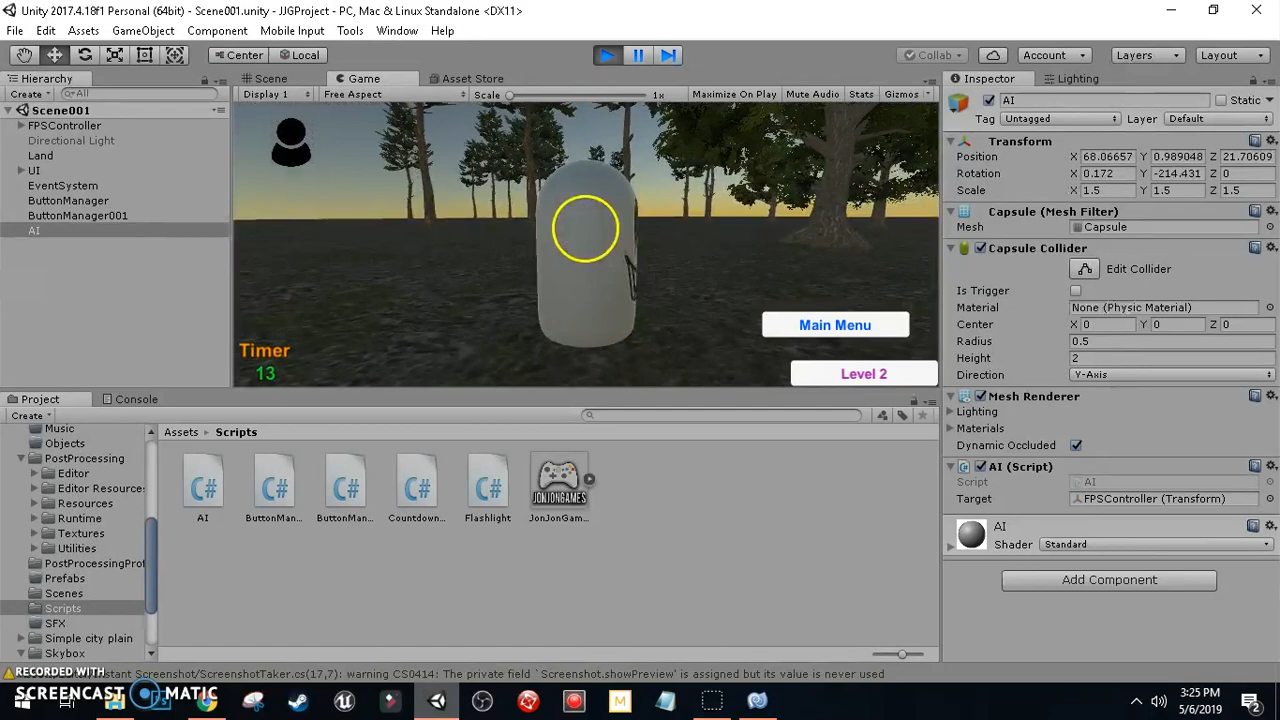 Unity 2017.4.18f1 Personal (64bit) - Scene001.unity - JJGProject - PC, Mac & Linux Standalone <DX11>
File Edit Assets GameObject Component Mobile Input Tools Window Help
Center Local Collab Account Layers Layout
Hierarchy
Create All
Scene001
FPSController
Directional Light
Land
UI
EventSystem
ButtonManager
ButtonManager001
AI
Scene Game Asset Store
Display 1 Free Aspect Scale 1x Maximize On Play Mute Audio Stats Gizmos
Main Menu
Timer
13
Level 2
Inspector Lighting
AI Static
Tag Untagged Layer Default
Transform
Position X 68.06657 Y 0.989048 Z 21.70609
Rotation X 0.172 Y -214.431 Z 0
Scale X 1.5 Y 1.5 Z 1.5
Capsule (Mesh Filter)
Mesh Capsule
Capsule Collider
Edit Collider
Is Trigger
Material None (Physic Material)
Center X 0 Y 0 Z 0
Radius 0.5
Height 2
Direction Y-Axis
Mesh Renderer
Lighting
Materials
Dynamic Occluded
AI (Script)
Script AI
Target FPSController (Transform)
AI
Shader Standard
Add Component
Project Console
Create
Music
Objects
PostProcessing
Editor
Editor Resources
Resources
Runtime
Textures
Utilities
PostProcessingProf
Prefabs
Scenes
Scripts
SFX
Simple city plain
Skybox
Assets Scripts
C# C# C# C# C# JONJONGAMES
AI ButtonMan... ButtonMan... Countdown... Flashlight JonJonGam...
Screenshot/ScreenshotTaker.cs(17,7): warning CS0414: The private field `Screenshot.showPreview' is assigned but its value is never used
RECORDED WITH
SCREENCAST MATIC
3:25 PM
5/6/2019
2